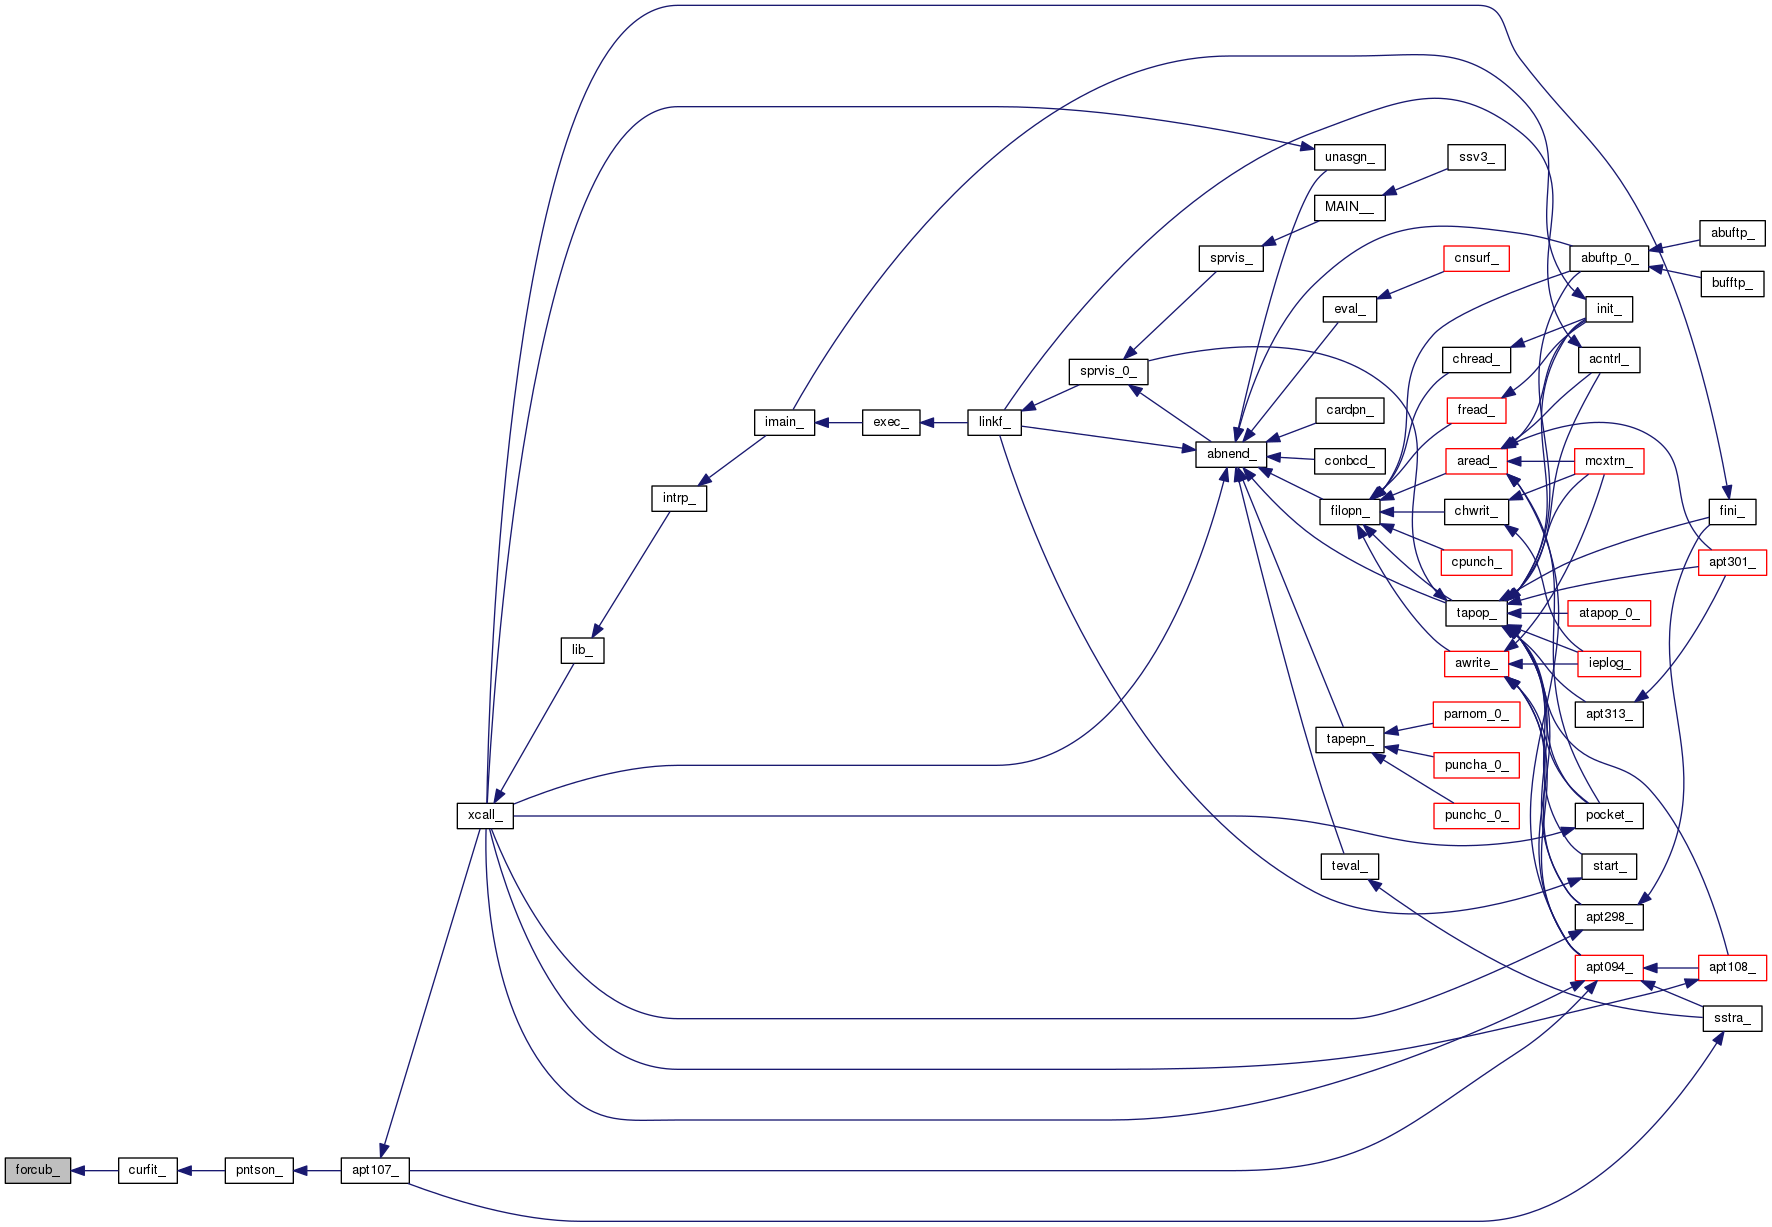 unasgn_
ssv3_
MAIN__
abuftp_
sprvis_
cnsurf_
abuftp_0_
bufftp_
eval_
init_
chread_
acntrl_
sprvis_0_
cardpn_
fread_
imain_
exec_
linkf_
abnend_
conbcd_
aread_
mcxtrn_
intrp_
filopn_
chwrit_
fini_
cpunch_
apt301_
tapop_
atapop_0_
lib_
awrite_
ieplog_
parnom_0_
apt313_
tapepn_
puncha_0_
xcall_
punchc_0_
pocket_
teval_
start_
apt298_
apt094_
apt108_
sstra_
forcub_
curfit_
pntson_
apt107_